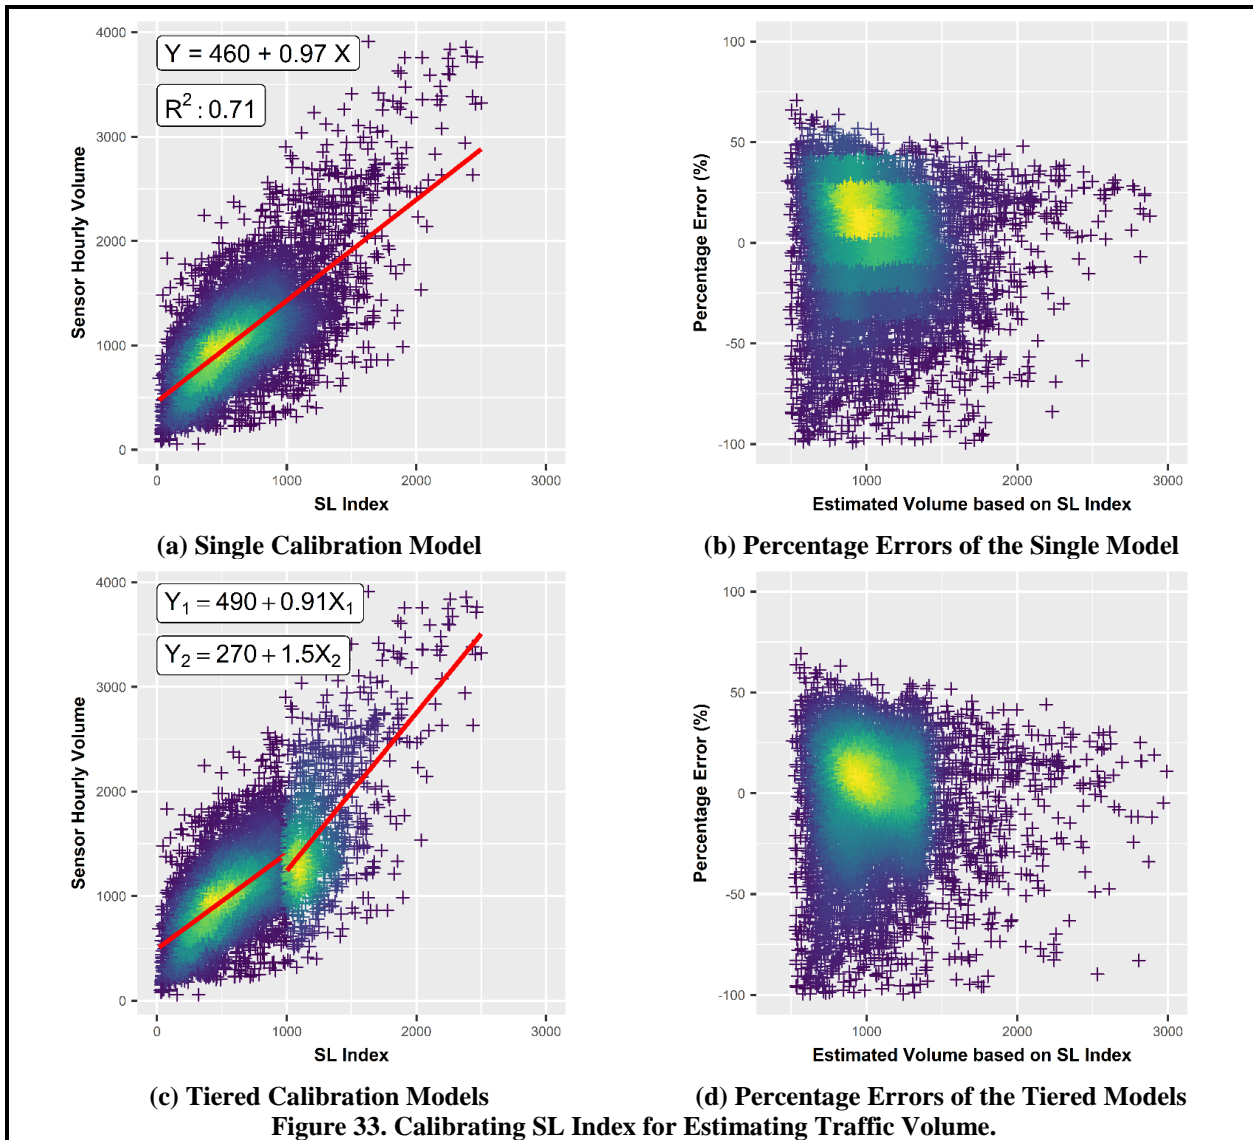 4000
3000
2000
1000
0
Sensor Hourly Volume
Y = 460 + 0.97 X
R²: 0.71
0 1000 2000 3000
SL Index
(a) Single Calibration Model
100
50
0
-50
-100
Percentage Error (%)
1000 2000 3000
Estimated Volume based on SL Index
(b) Percentage Errors of the Single Model
4000
3000
2000
1000
0
Sensor Hourly Volume
Y₁ = 490 + 0.91X₁
Y₂ = 270 + 1.5X₂
0 1000 2000 3000
SL Index
(c) Tiered Calibration Models
100
50
0
-50
-100
Percentage Error (%)
1000 2000 3000
Estimated Volume based on SL Index
(d) Percentage Errors of the Tiered Models
Figure 33. Calibrating SL Index for Estimating Traffic Volume.